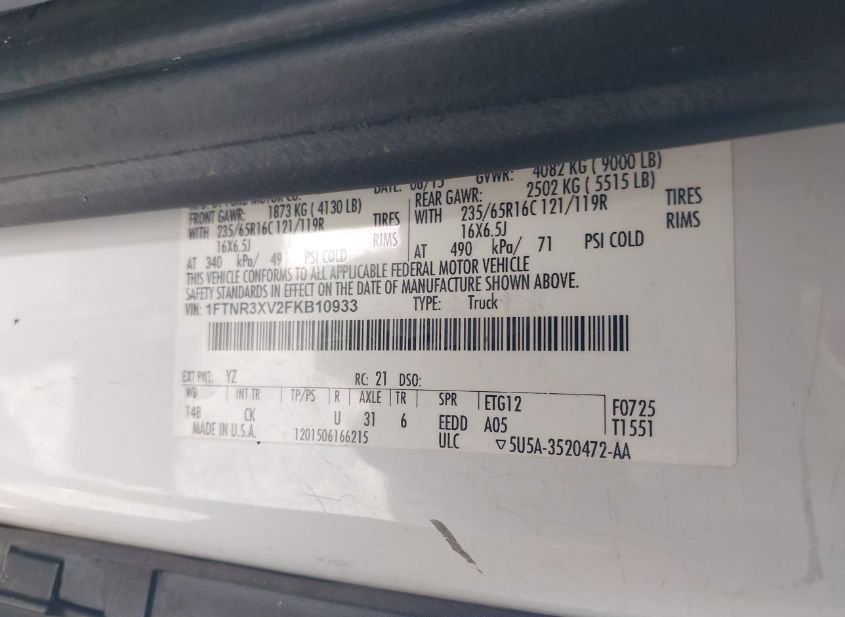 DATE: 06/15 GVWR: 4082 KG ( 9000 LB)
FRONT GAWR: 1873 KG ( 4130 LB) REAR GAWR: 2502 KG ( 5515 LB)
WITH 235/65R16C 121/119R TIRES WITH 235/65R16C 121/119R TIRES
16X6.5J RIMS 16X6.5J RIMS
AT 340 kPa/ 49 PSI COLD AT 490 kPa/ 71 PSI COLD
THIS VEHICLE CONFORMS TO ALL APPLICABLE FEDERAL MOTOR VEHICLE
SAFETY STANDARDS IN EFFECT ON THE DATE OF MANUFACTURE SHOWN ABOVE.
VIN: 1FTNR3XV2FKB10933 TYPE: Truck
EXT PNT: YZ RC: 21 DSO:
WB INT TR TP/PS R AXLE TR SPR ETG12
148 CK U 31 6 EEDD A05 F0725
MADE IN U.S.A. 1201506166215 ULC ▽5U5A-3520472-AA T1551